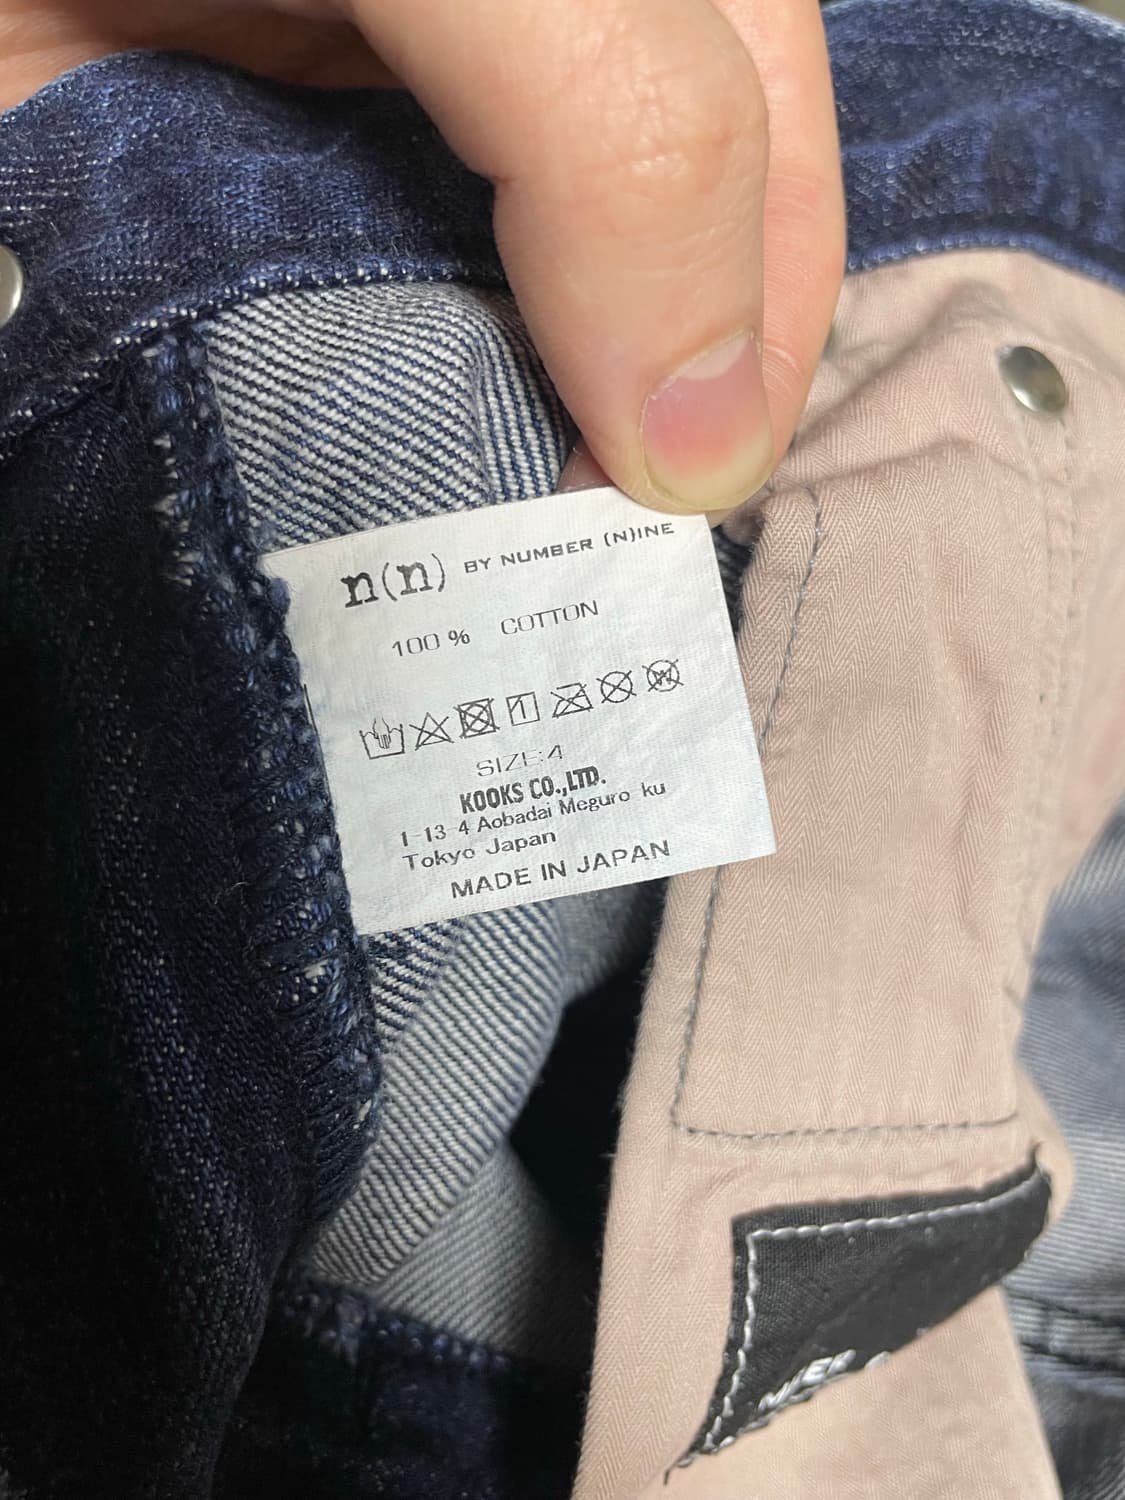 n(n) BY NUMBER (N)INE
100 % COTTON
SIZE:4
KOOKS CO.,LTD.
1-13-4 Aobadai Meguro ku
Tokyo Japan
MADE IN JAPAN